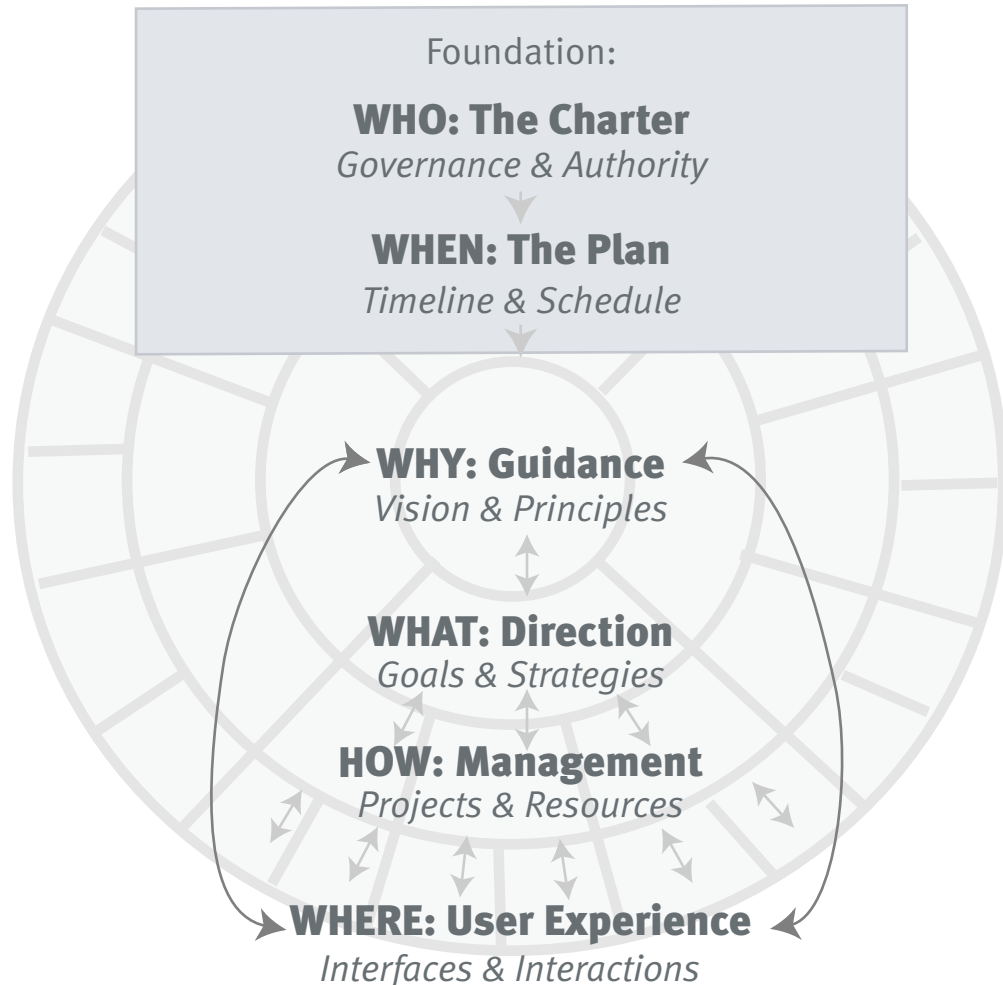 Foundation:
WHO: The Charter
Governance & Authority
WHEN: The Plan
Timeline & Schedule
WHY: Guidance
Vision & Principles
WHAT: Direction
Goals & Strategies
HOW: Management
Projects & Resources
WHERE: User Experience
Interfaces & Interactions